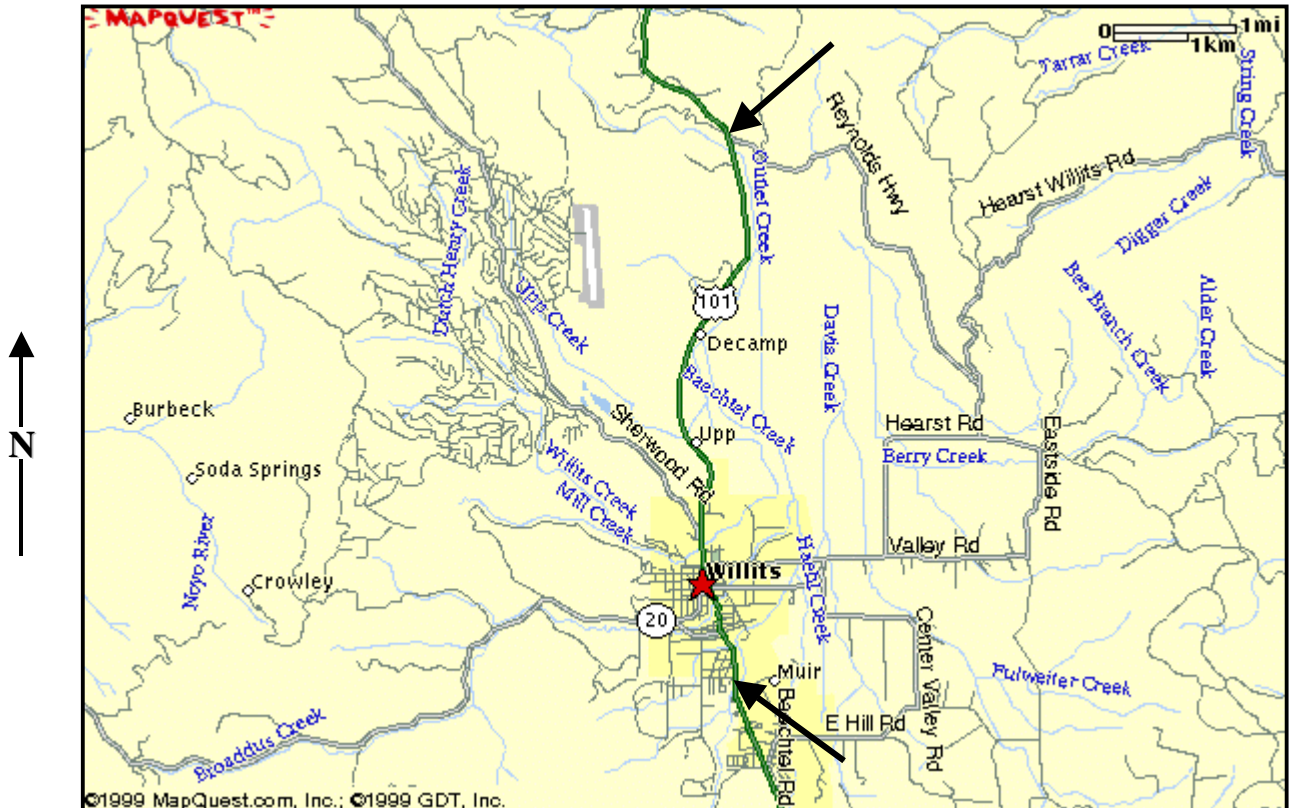 MAPQUEST™
0 1mi
1km
Tarrar Creek
String Creek
Reynolds Hwy
Outlet Creek
Hearst Willits Rd
Dutch Henry Creek
Digger Creek
Upp Creek
Bee Branch Creek
Alder Creek
101
Davis Creek
Decamp
N
Burbeck
Baechtel Creek
Sherwood Rd
Upp
Hearst Rd
Eastside Rd
Berry Creek
Soda Springs
Willits Creek
Mill Creek
Noyo River
Haehl Creek
Valley Rd
Willits
Crowley
20
Center Valley Rd
Muir
Fulweiter Creek
Baechtel Rd
E Hill Rd
Broaddus Creek
©1999 MapQuest.com, Inc.; ©1999 GDT, Inc.